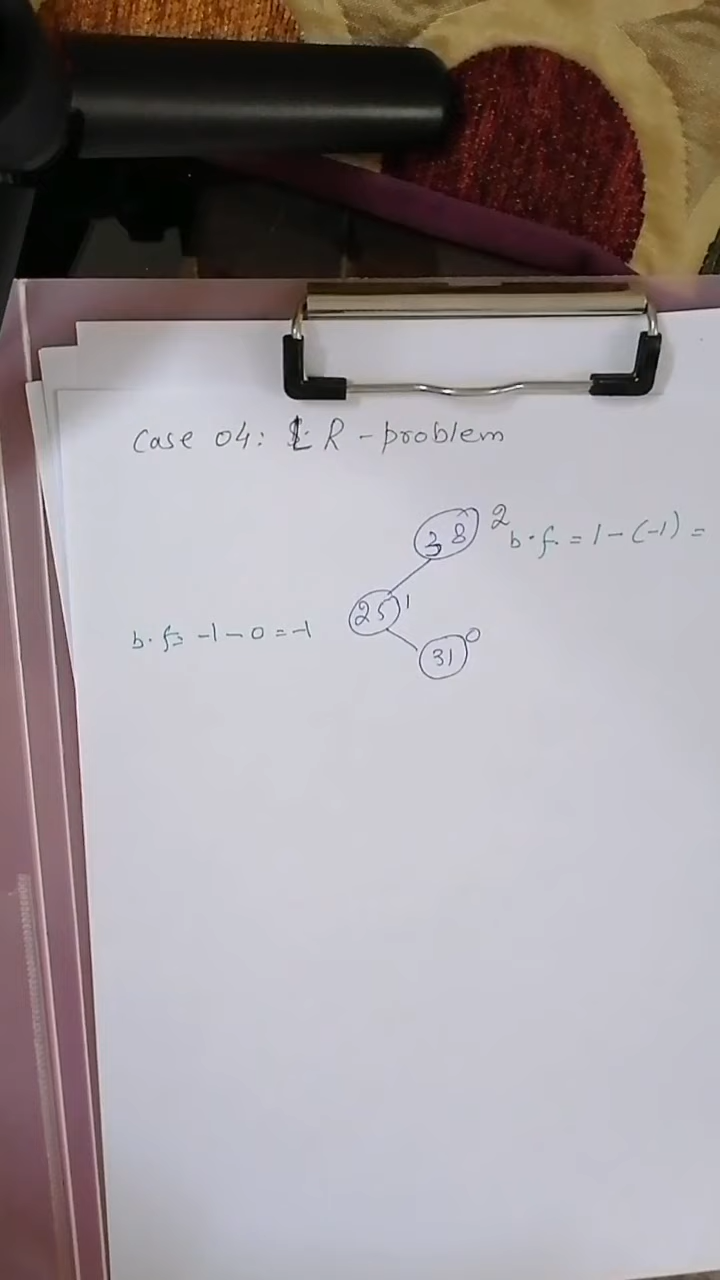 Case 04: LR - problem
38 2
b.f. = 1 - (-1) =
25 1
b.f = -1 - 0 = -1
31 0